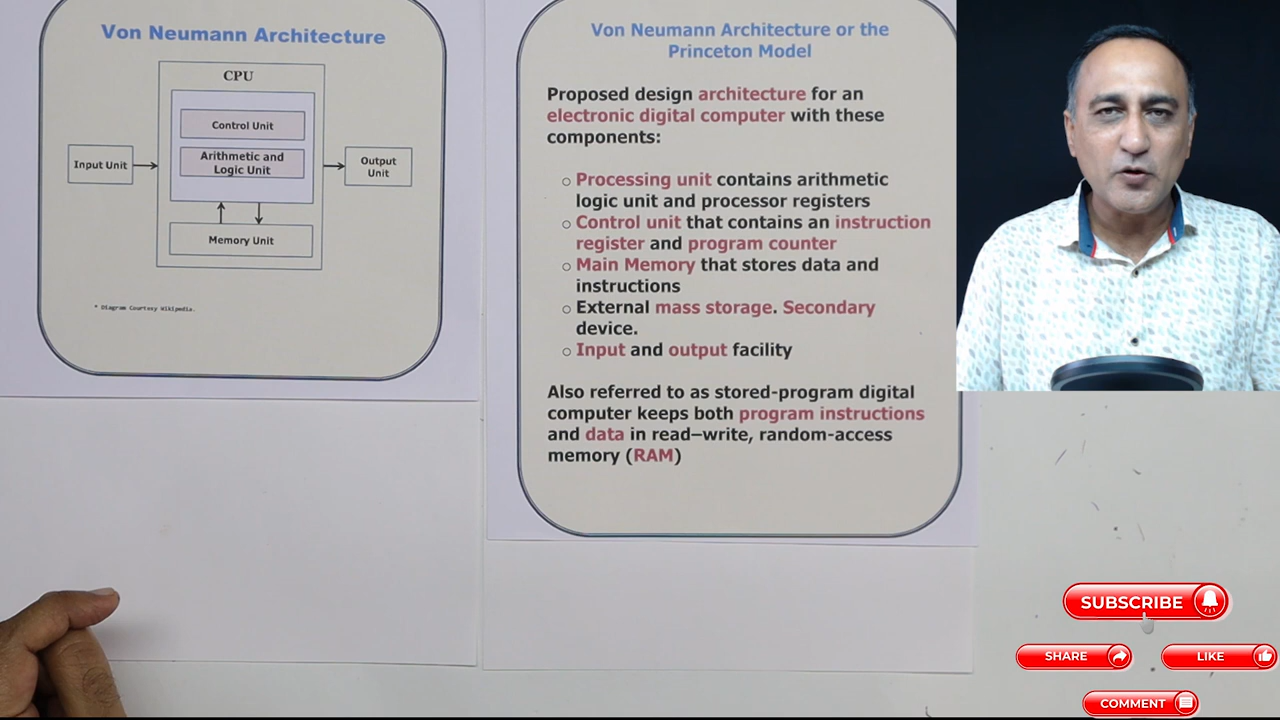 Von Neumann Architecture
CPU
Control Unit
Arithmetic and
Logic Unit
Input Unit
Output
Unit
Memory Unit
* Diagram Courtesy Wikipedia.
Von Neumann Architecture or the
Princeton Model
Proposed design architecture for an
electronic digital computer with these
components:
○ Processing unit contains arithmetic
logic unit and processor registers
○ Control unit that contains an instruction
register and program counter
○ Main Memory that stores data and
instructions
○ External mass storage. Secondary
device.
○ Input and output facility
Also referred to as stored-program digital
computer keeps both program instructions
and data in read–write, random-access
memory (RAM)
SUBSCRIBE
SHARE
LIKE
COMMENT